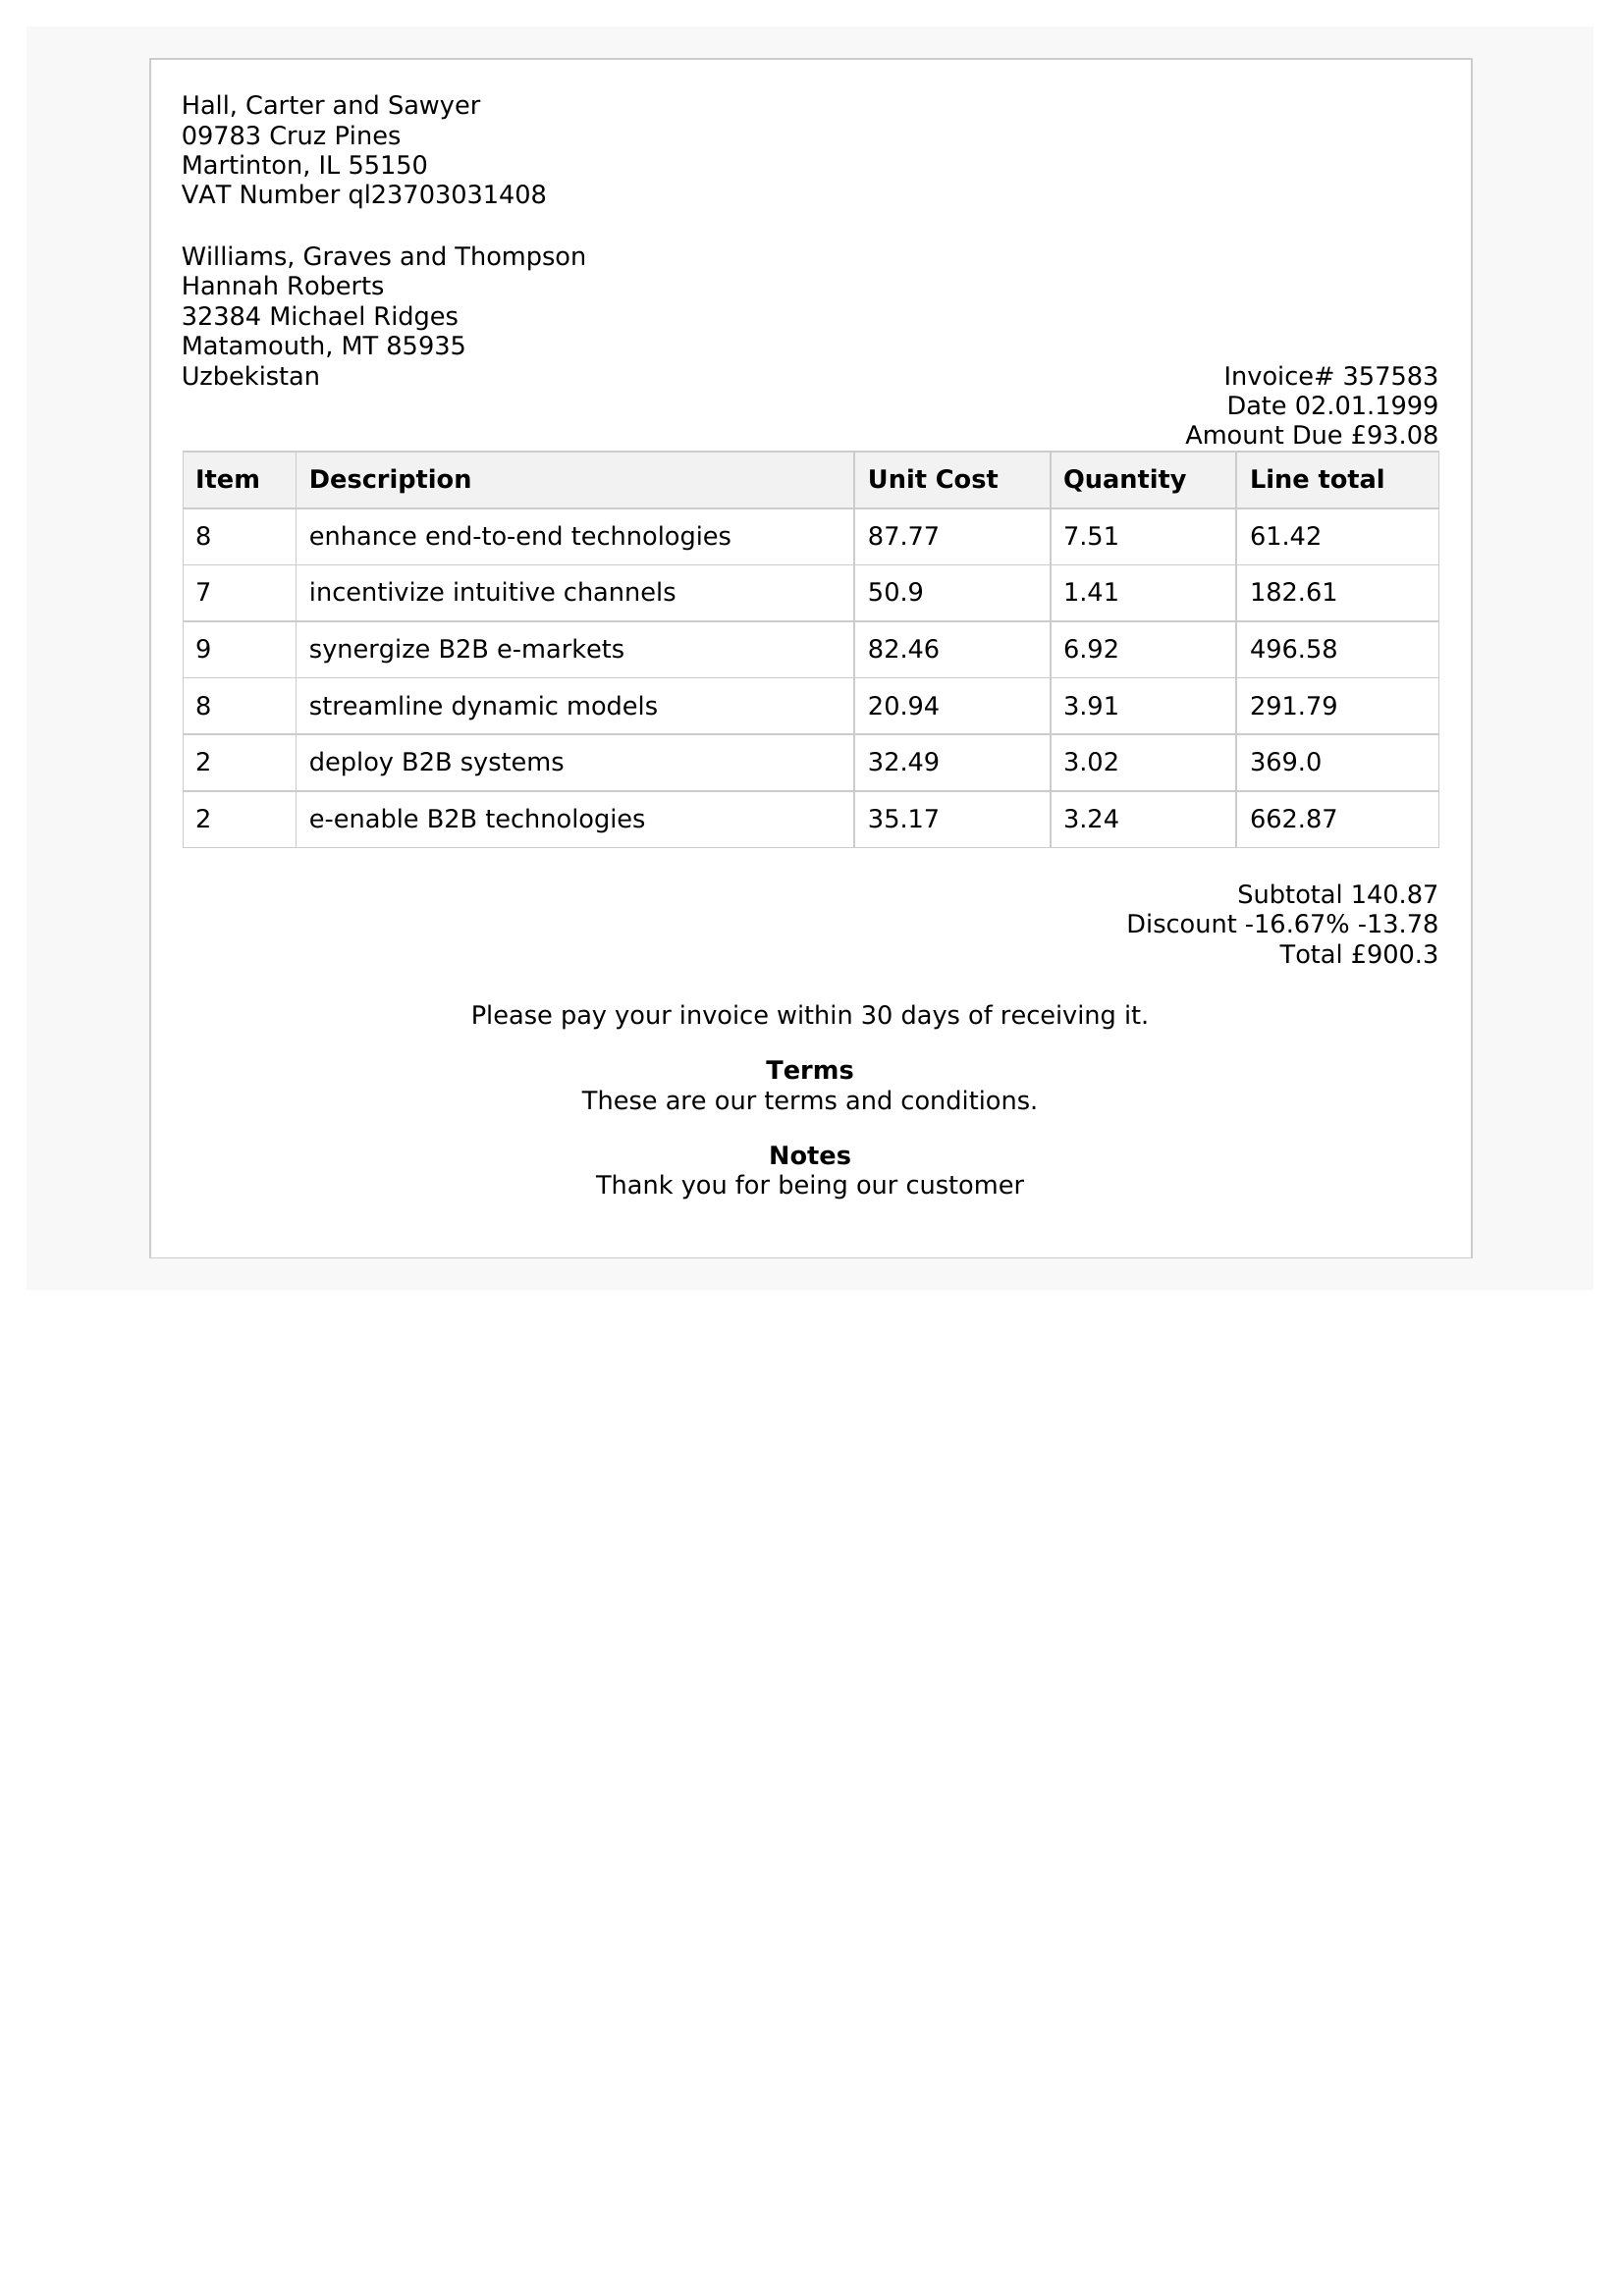 Hall, Carter and Sawyer
09783 Cruz Pines
Martinton, IL 55150
VAT Number ql23703031408
Williams, Graves and Thompson
Hannah Roberts
32384 Michael Ridges
Matamouth, MT 85935
Uzbekistan
Invoice# 357583
Date 02.01.1999
Amount Due £93.08
Item Description Unit Cost Quantity Line total
8 enhance end-to-end technologies 87.77 7.51 61.42
7 incentivize intuitive channels 50.9 1.41 182.61
9 synergize B2B e-markets 82.46 6.92 496.58
8 streamline dynamic models 20.94 3.91 291.79
2 deploy B2B systems 32.49 3.02 369.0
2 e-enable B2B technologies 35.17 3.24 662.87
Subtotal 140.87
Discount -16.67% -13.78
Total £900.3
Please pay your invoice within 30 days of receiving it.
Terms
These are our terms and conditions.
Notes
Thank you for being our customer